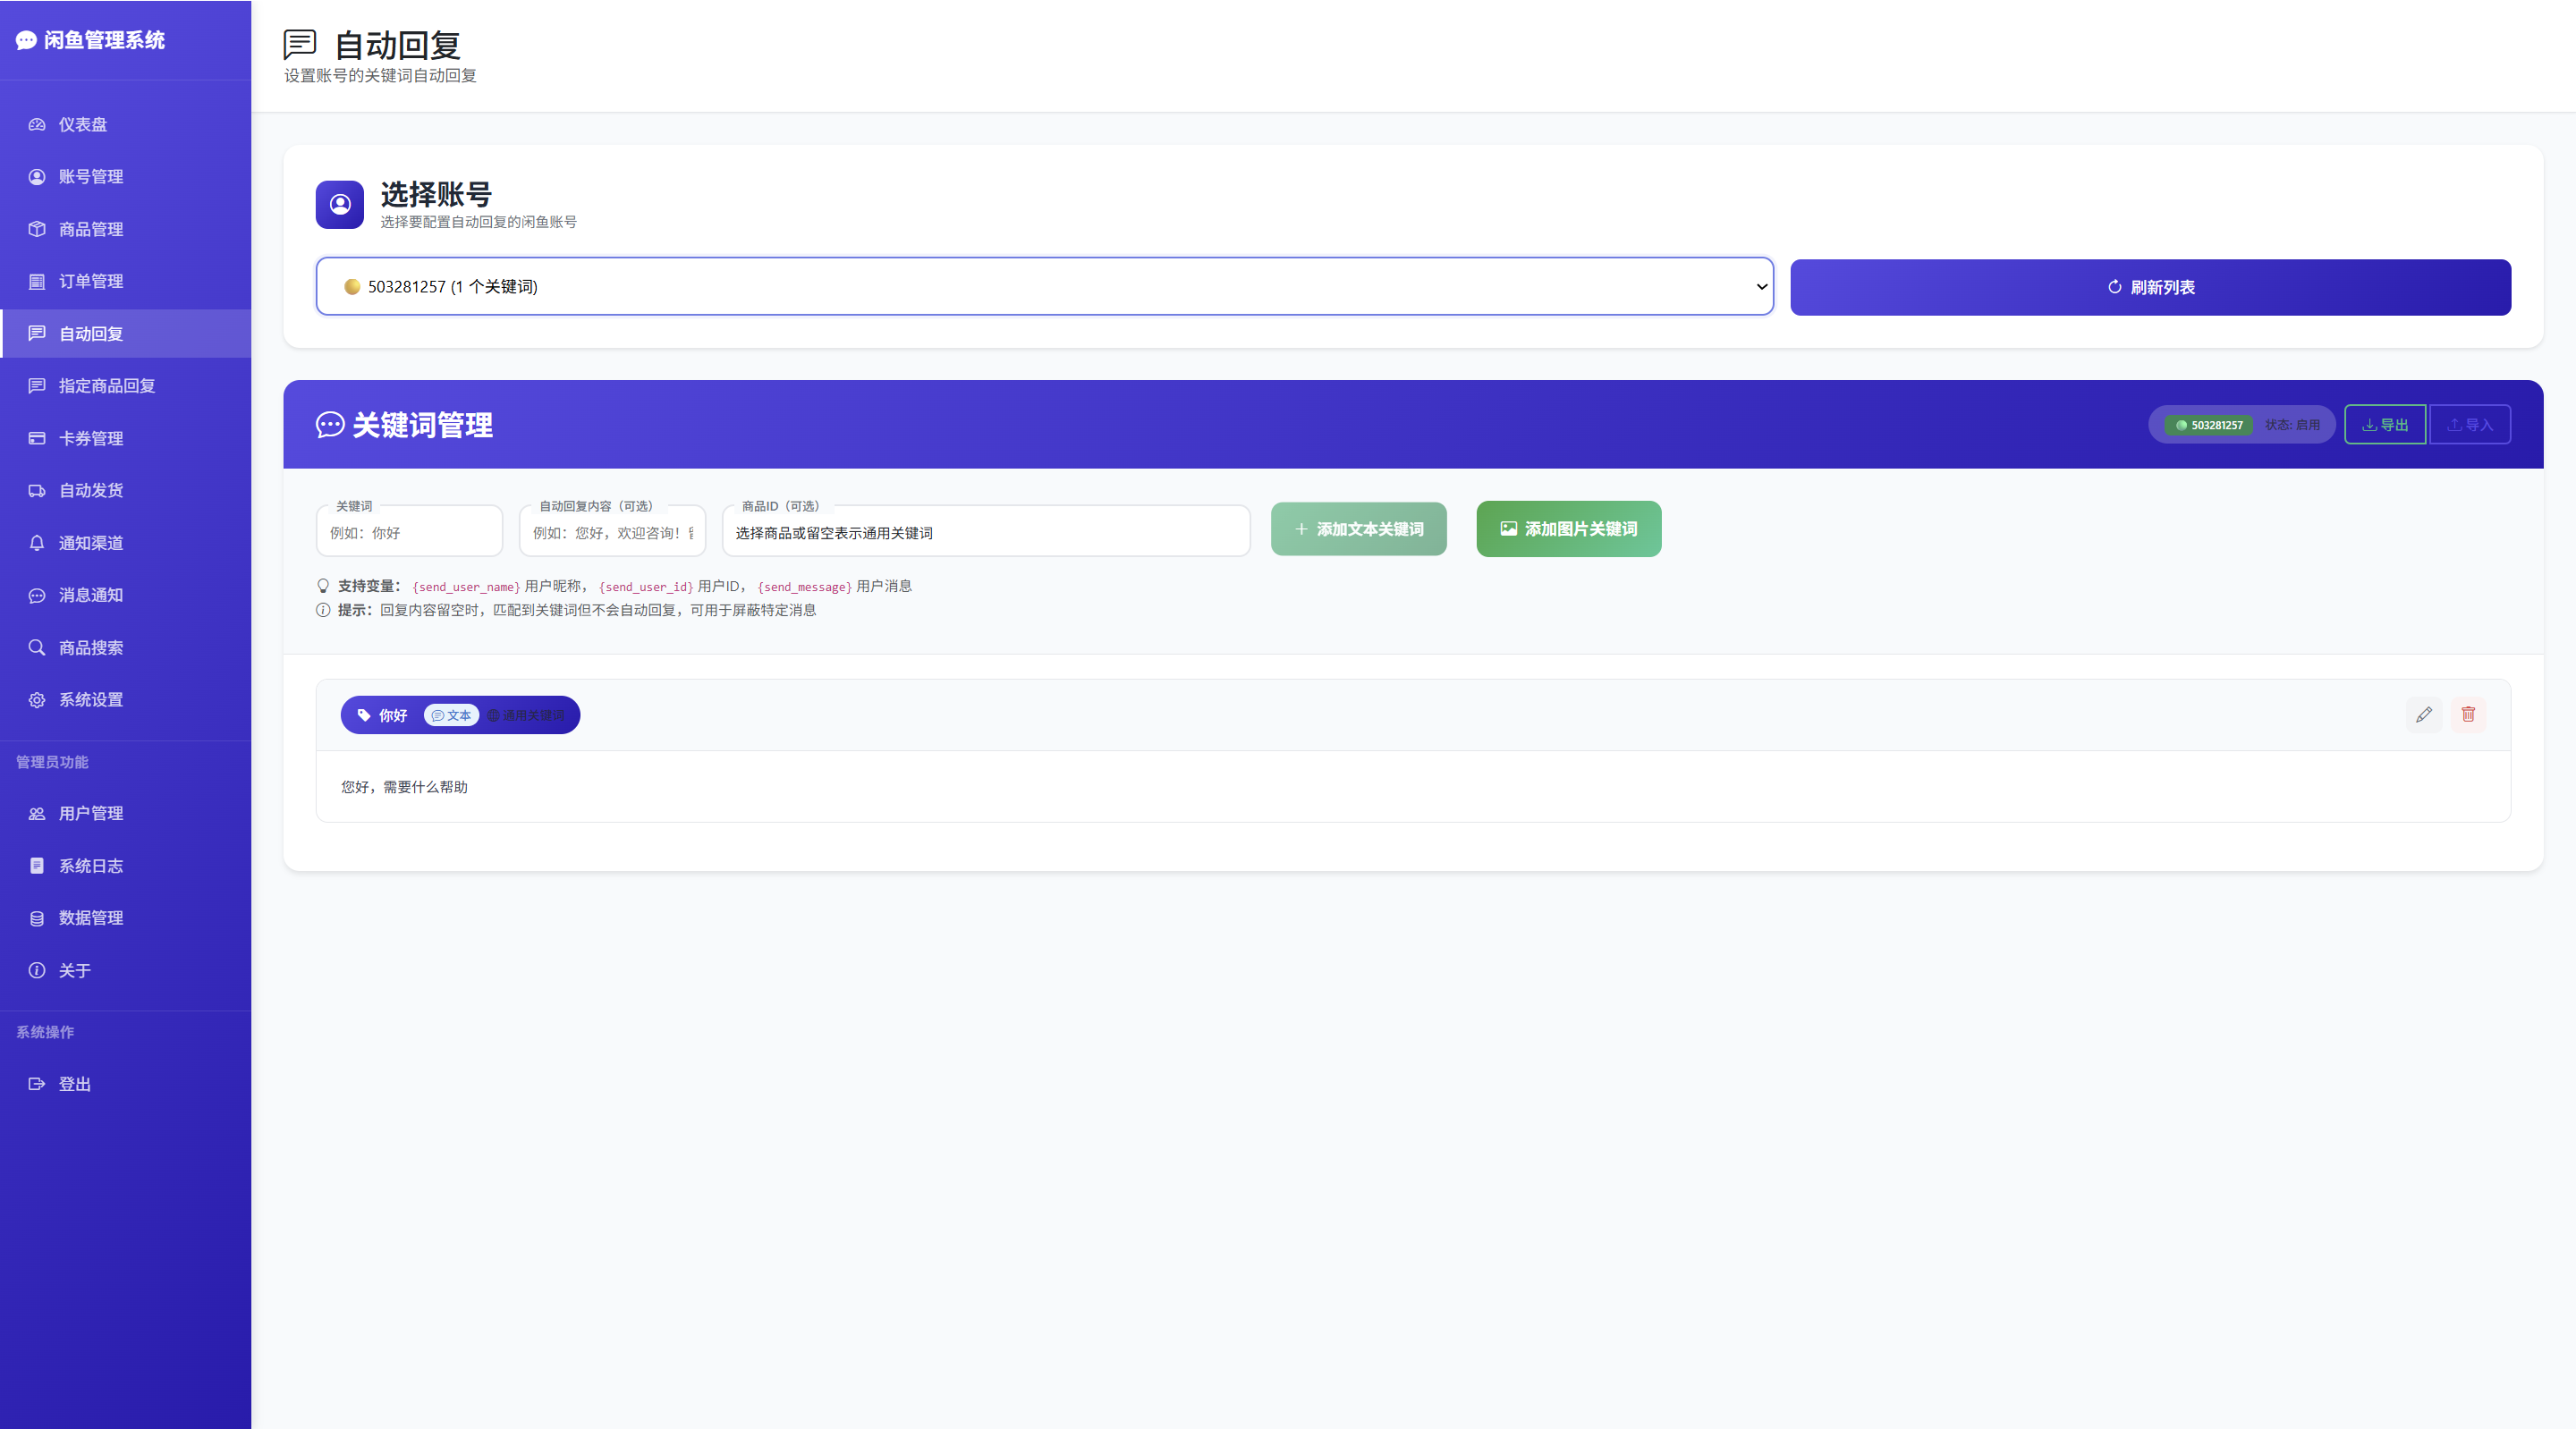 闲鱼管理系统
仪表盘
账号管理
商品管理
订单管理
自动回复
指定商品回复
卡券管理
自动发货
通知渠道
消息通知
商品搜索
系统设置
管理员功能
用户管理
系统日志
数据管理
关于
系统操作
登出
自动回复
设置账号的关键词自动回复
选择账号
选择要配置自动回复的闲鱼账号
503281257 (1 个关键词)
刷新列表
关键词管理
503281257 状态: 启用 导出 导入
关键词 自动回复内容（可选） 商品ID（可选）
例如：你好 例如：您好，欢迎咨询！ 选择商品或留空表示通用关键词 添加文本关键词 添加图片关键词
支持变量： {send_user_name} 用户昵称， {send_user_id} 用户ID， {send_message} 用户消息
提示：回复内容留空时，匹配到关键词但不会自动回复，可用于屏蔽特定消息
你好 文本 通用关键词
您好，需要什么帮助